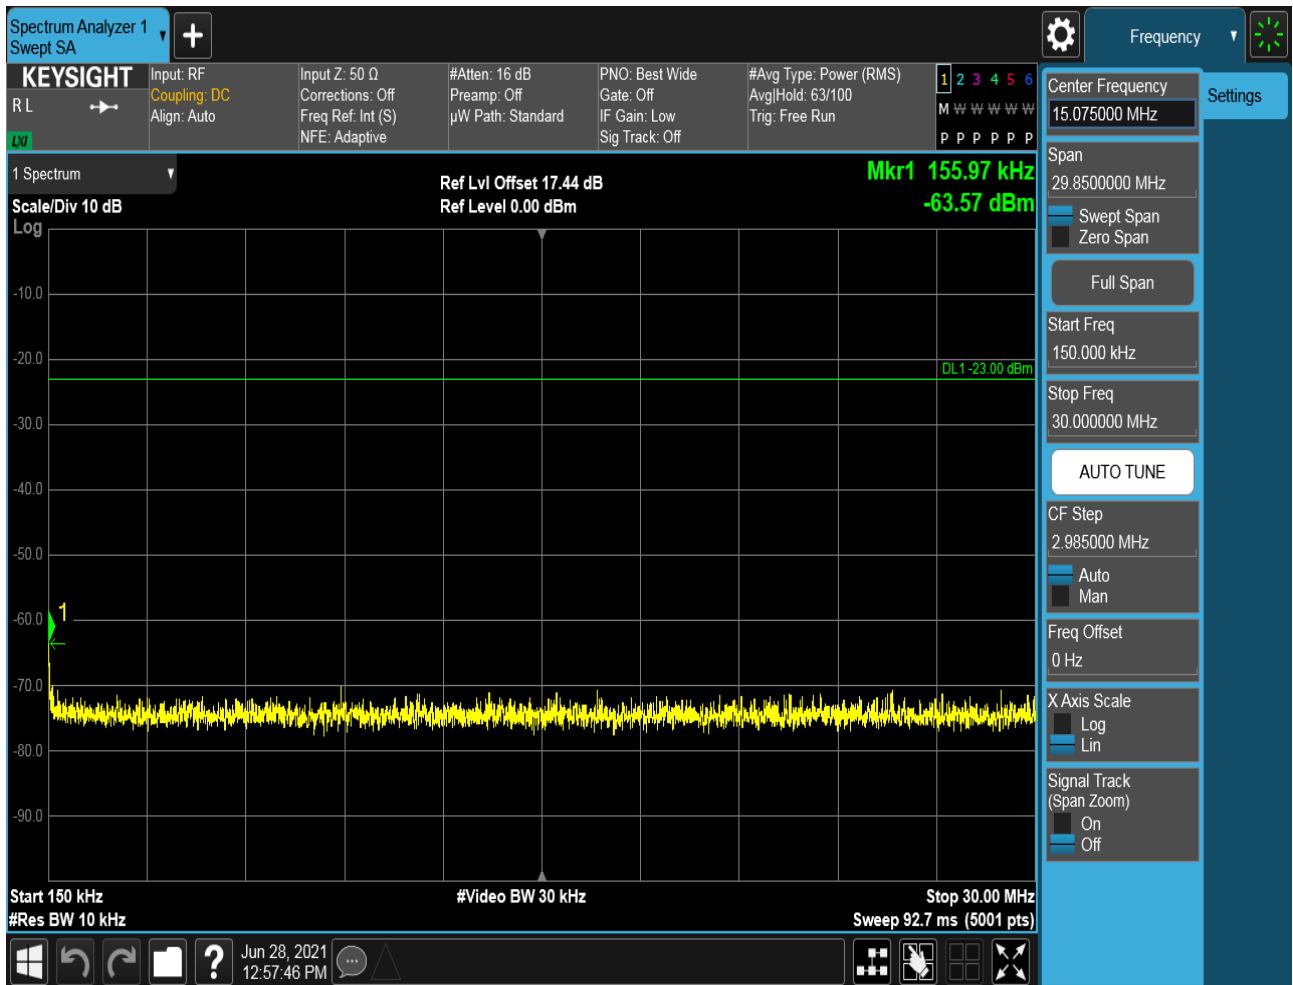 Spectrum Analyzer 1
Swept SA
Frequency
KEYSIGHT
R L
LXI
Input: RF
Coupling: DC
Align: Auto
Input Z: 50 Ω
Corrections: Off
Freq Ref: Int (S)
NFE: Adaptive
#Atten: 16 dB
Preamp: Off
µW Path: Standard
PNO: Best Wide
Gate: Off
IF Gain: Low
Sig Track: Off
#Avg Type: Power (RMS)
Avg|Hold: 63/100
Trig: Free Run
1 2 3 4 5 6
M W W W W W
P P P P P P
1 Spectrum
Scale/Div 10 dB
Log
Ref Lvl Offset 17.44 dB
Ref Level 0.00 dBm
Mkr1 155.97 kHz
-63.57 dBm
-10.0
-20.0
DL1 -23.00 dBm
-30.0
-40.0
-50.0
-60.0
1
-70.0
-80.0
-90.0
Start 150 kHz
#Res BW 10 kHz
#Video BW 30 kHz
Stop 30.00 MHz
Sweep 92.7 ms (5001 pts)
?
Jun 28, 2021
12:57:46 PM
Center Frequency
15.075000 MHz
Settings
Span
29.8500000 MHz
Swept Span
Zero Span
Full Span
Start Freq
150.000 kHz
Stop Freq
30.000000 MHz
AUTO TUNE
CF Step
2.985000 MHz
Auto
Man
Freq Offset
0 Hz
X Axis Scale
Log
Lin
Signal Track
(Span Zoom)
On
Off